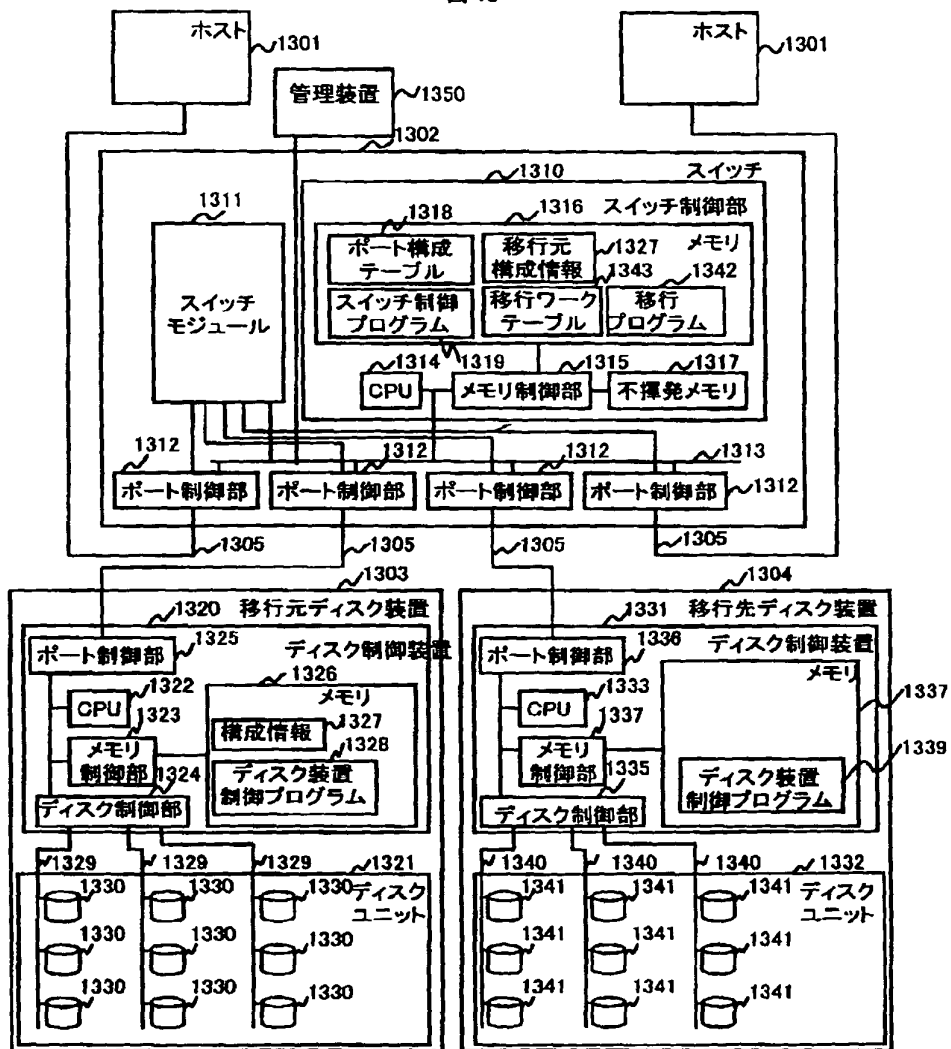 ホスト
1301
ホスト
1301
管理装置
1350
1302
スイッチ
1310
スイッチ制御部
1311
スイッチ
モジュール
1316
メモリ
1318
ポート構成
テーブル
移行元
構成情報
1327
スイッチ制御
プログラム
1319
1343
移行ワーク
テーブル
1342
移行
プログラム
1314
CPU
1315
メモリ制御部
1317
不揮発メモリ
1313
1312
ポート制御部
1312
ポート制御部
1312
ポート制御部
ポート制御部
1312
1305
1305
1305
1305
1303
移行元ディスク装置
1320
ディスク制御装置
ポート制御部
1325
1326
メモリ
CPU
1322
1323
メモリ
制御部
構成情報
1327
1328
ディスク装置
制御プログラム
1324
ディスク制御部
1329
1329
1329
1321
ディスク
ユニット
1330
1330
1330
1330
1330
1330
1330
1330
1330
1304
移行先ディスク装置
1331
ディスク制御装置
ポート制御部
1336
メモリ
1337
CPU
1333
1337
メモリ
制御部
1339
ディスク装置
制御プログラム
1335
ディスク制御部
1340
1340
1340
1332
ディスク
ユニット
1341
1341
1341
1341
1341
1341
1341
1341
1341